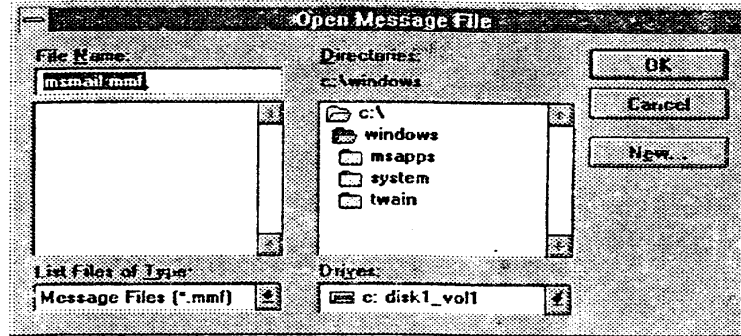 Open Message File
File Name:
msmail.mmf
Directories:
c:\windows
c:\
windows
msapps
system
twain
OK
Cancel
New...
List Files of Type:
Message Files (*.mmf)
Drives:
c: disk1_vol1